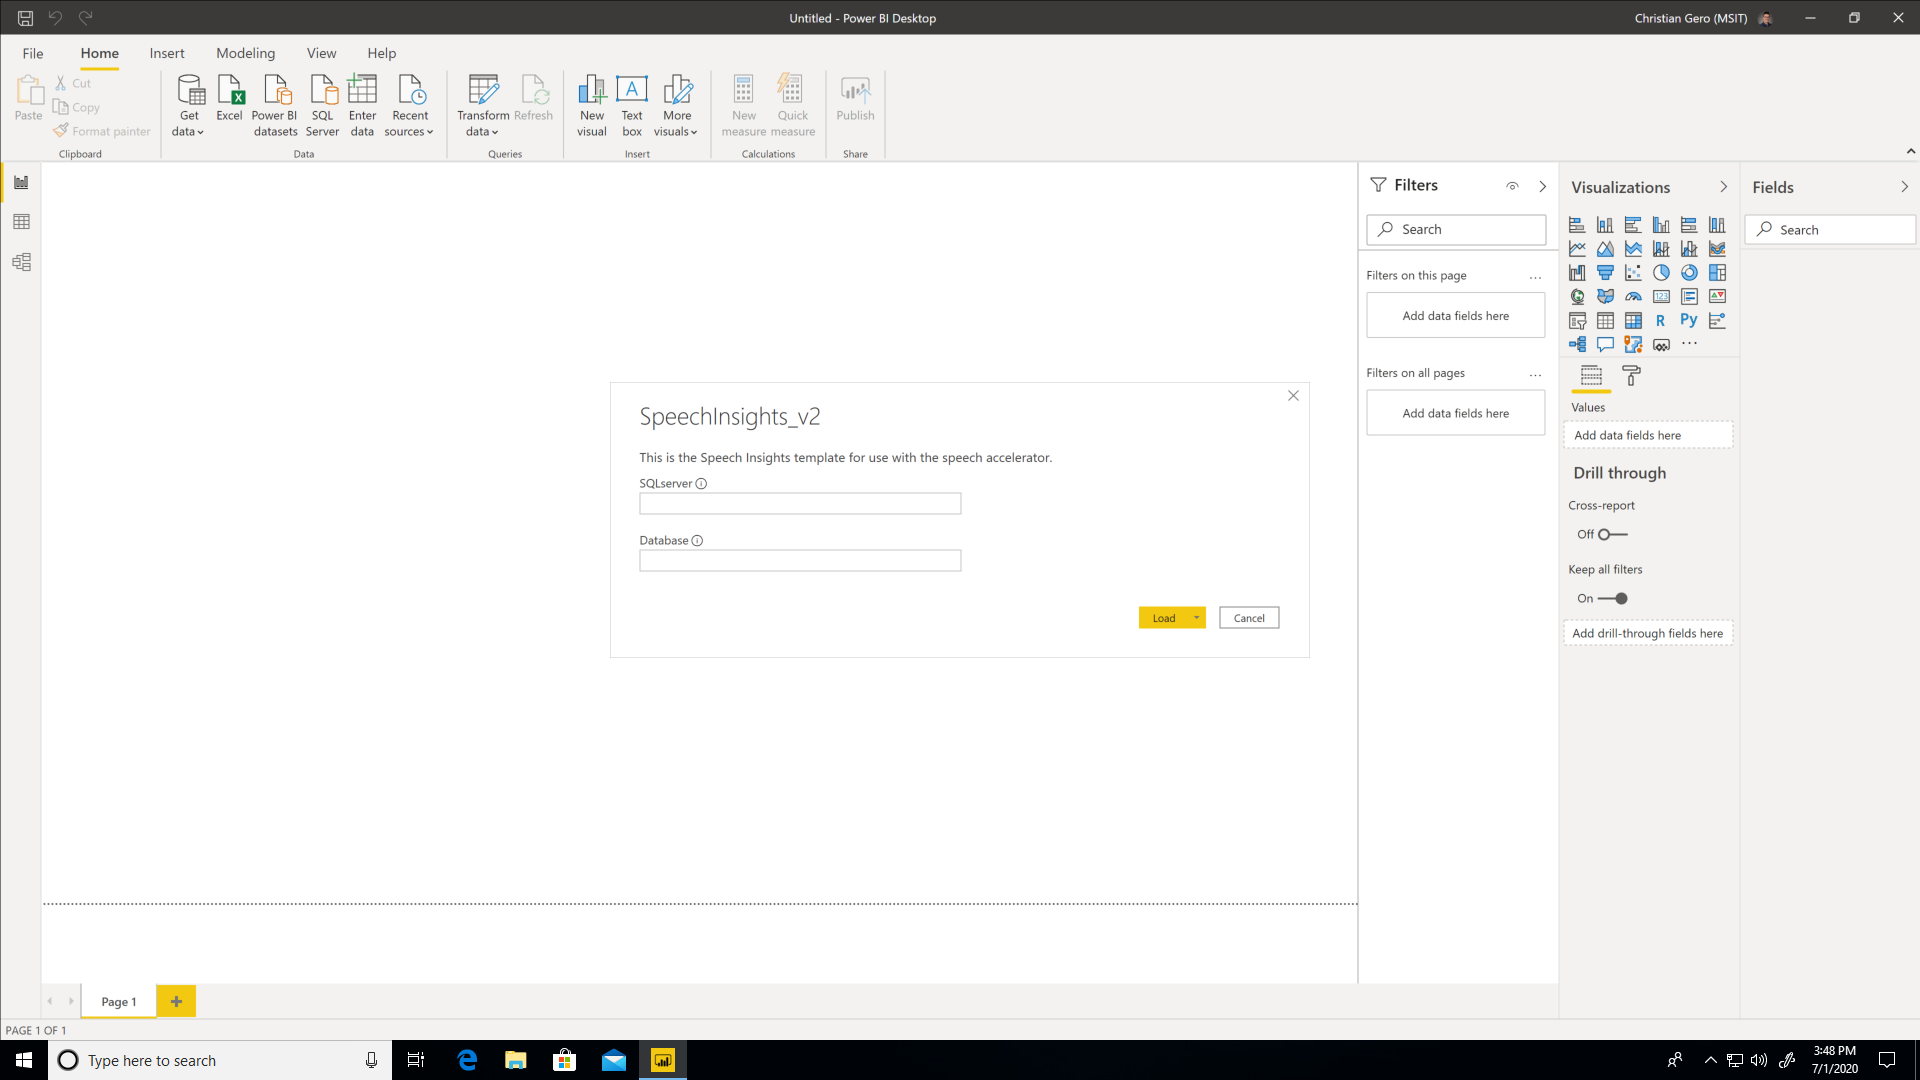 Untitled - Power BI Desktop
Christian Gero (MSIT)
File Home Insert Modeling View Help
Paste
Cut
Copy
Format painter
Clipboard
Get data
Excel
Power BI datasets
SQL Server
Enter data
Recent sources
Data
Transform data
Refresh
Queries
New visual
A
Text box
More visuals
Insert
New measure
Quick measure
Calculations
Publish
Share
Filters
Search
Filters on this page ...
Add data fields here
Filters on all pages ...
Add data fields here
Visualizations
123
R
Py
...
Values
Add data fields here
Drill through
Cross-report
Off
Keep all filters
On
Add drill-through fields here
Fields
Search
SpeechInsights_v2
This is the Speech Insights template for use with the speech accelerator.
SQLserver
Database
Load
Cancel
Page 1
PAGE 1 OF 1
Type here to search
3:48 PM
7/1/2020